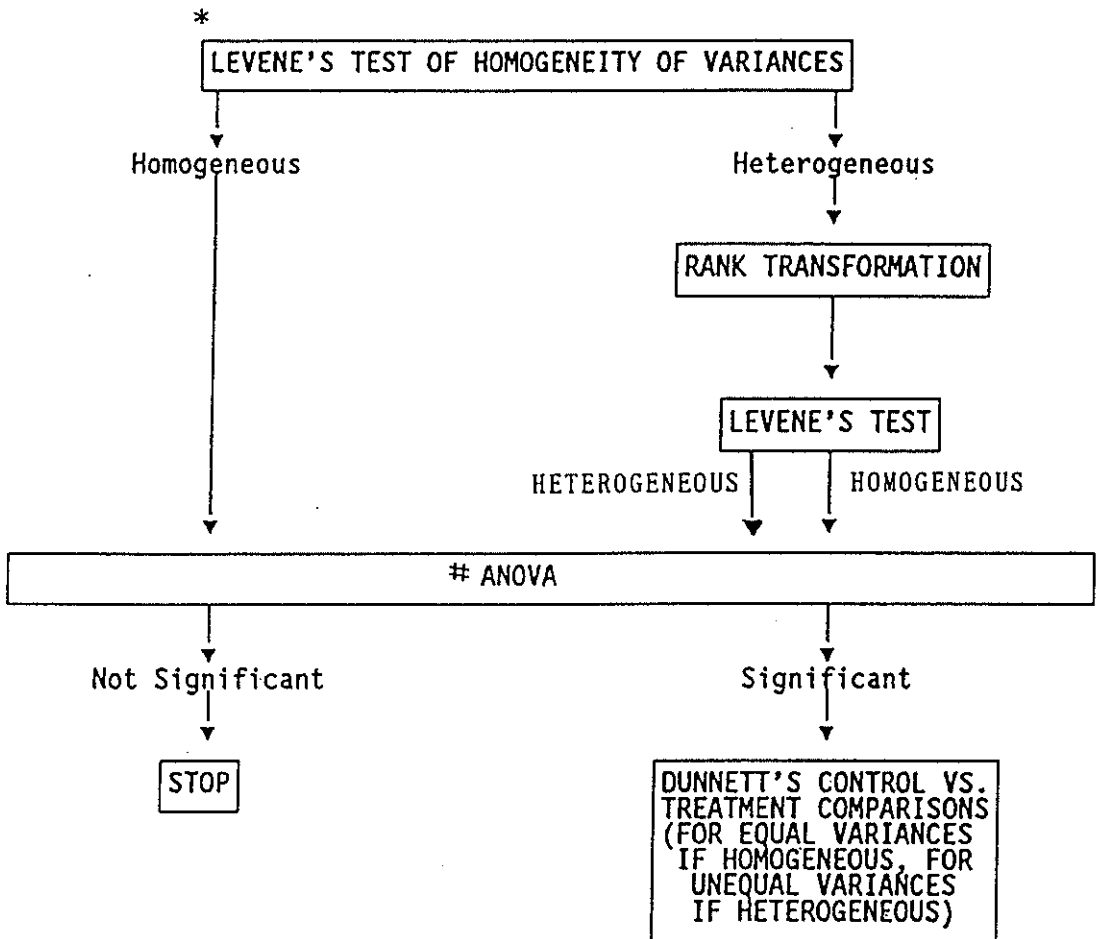 *
LEVENE'S TEST OF HOMOGENEITY OF VARIANCES
Homogeneous
Heterogeneous
RANK TRANSFORMATION
LEVENE'S TEST
HETEROGENEOUS
HOMOGENEOUS
# ANOVA
Not Significant
Significant
STOP
DUNNETT'S CONTROL VS.
TREATMENT COMPARISONS
(FOR EQUAL VARIANCES
IF HOMOGENEOUS, FOR
UNEQUAL VARIANCES
IF HETEROGENEOUS)